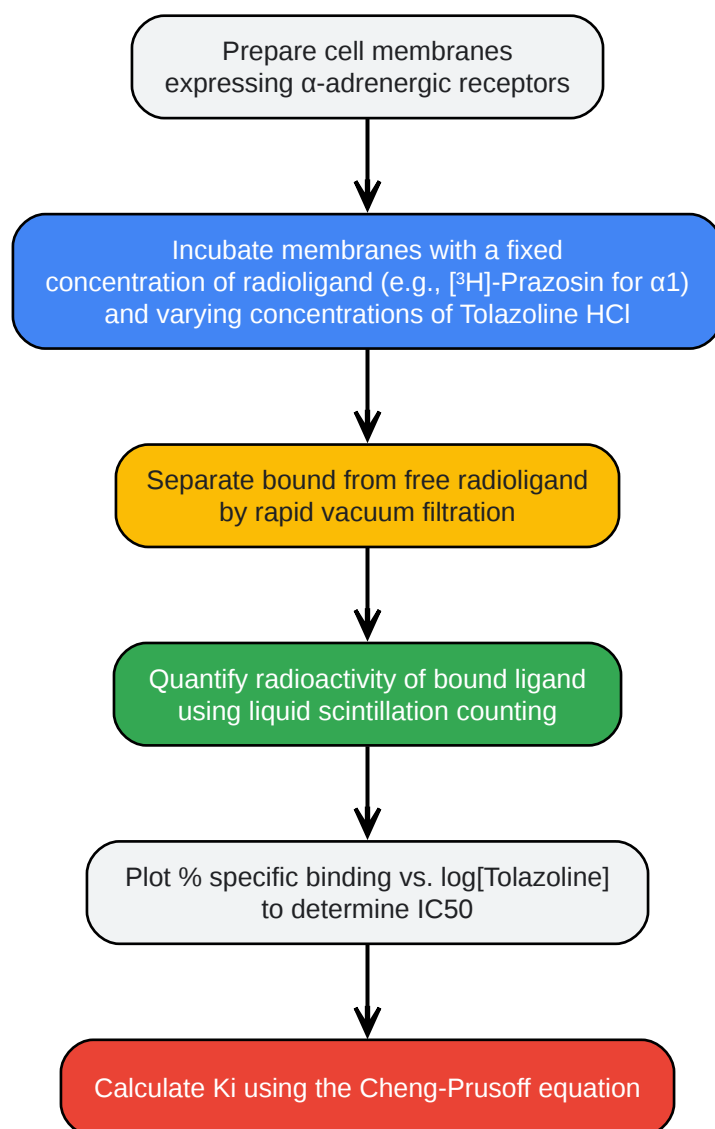 Prepare cell membranes
expressing α-adrenergic receptors
Incubate membranes with a fixed
concentration of radioligand (e.g., [³H]-Prazosin for α1)
and varying concentrations of Tolazoline HCl
Separate bound from free radioligand
by rapid vacuum filtration
Quantify radioactivity of bound ligand
using liquid scintillation counting
Plot % specific binding vs. log[Tolazoline]
to determine IC50
Calculate Ki using the Cheng-Prusoff equation